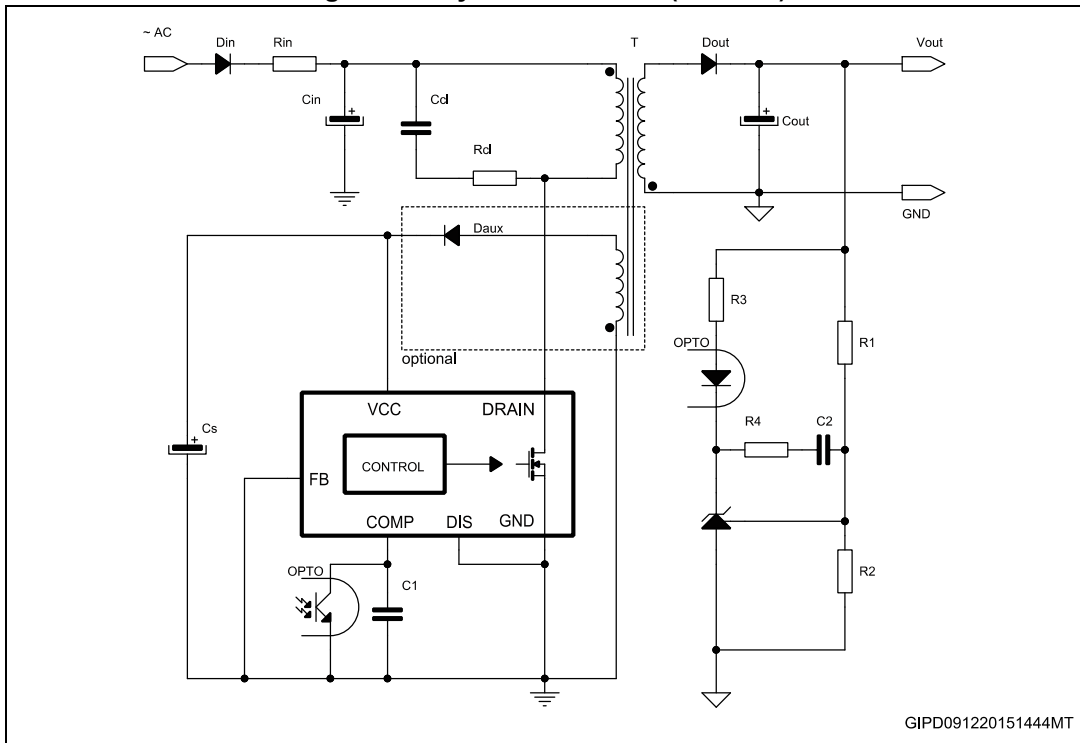 ~ AC
Din
Rin
T
Dout
Vout
Cin
+
Ccl
+
Cout
Rcl
GND
Daux
R3
optional
OPTO
R1
VCC
DRAIN
R4
C2
Cs
+
CONTROL
FB
COMP
DIS
GND
OPTO
C1
R2
GIPD091220151444MT